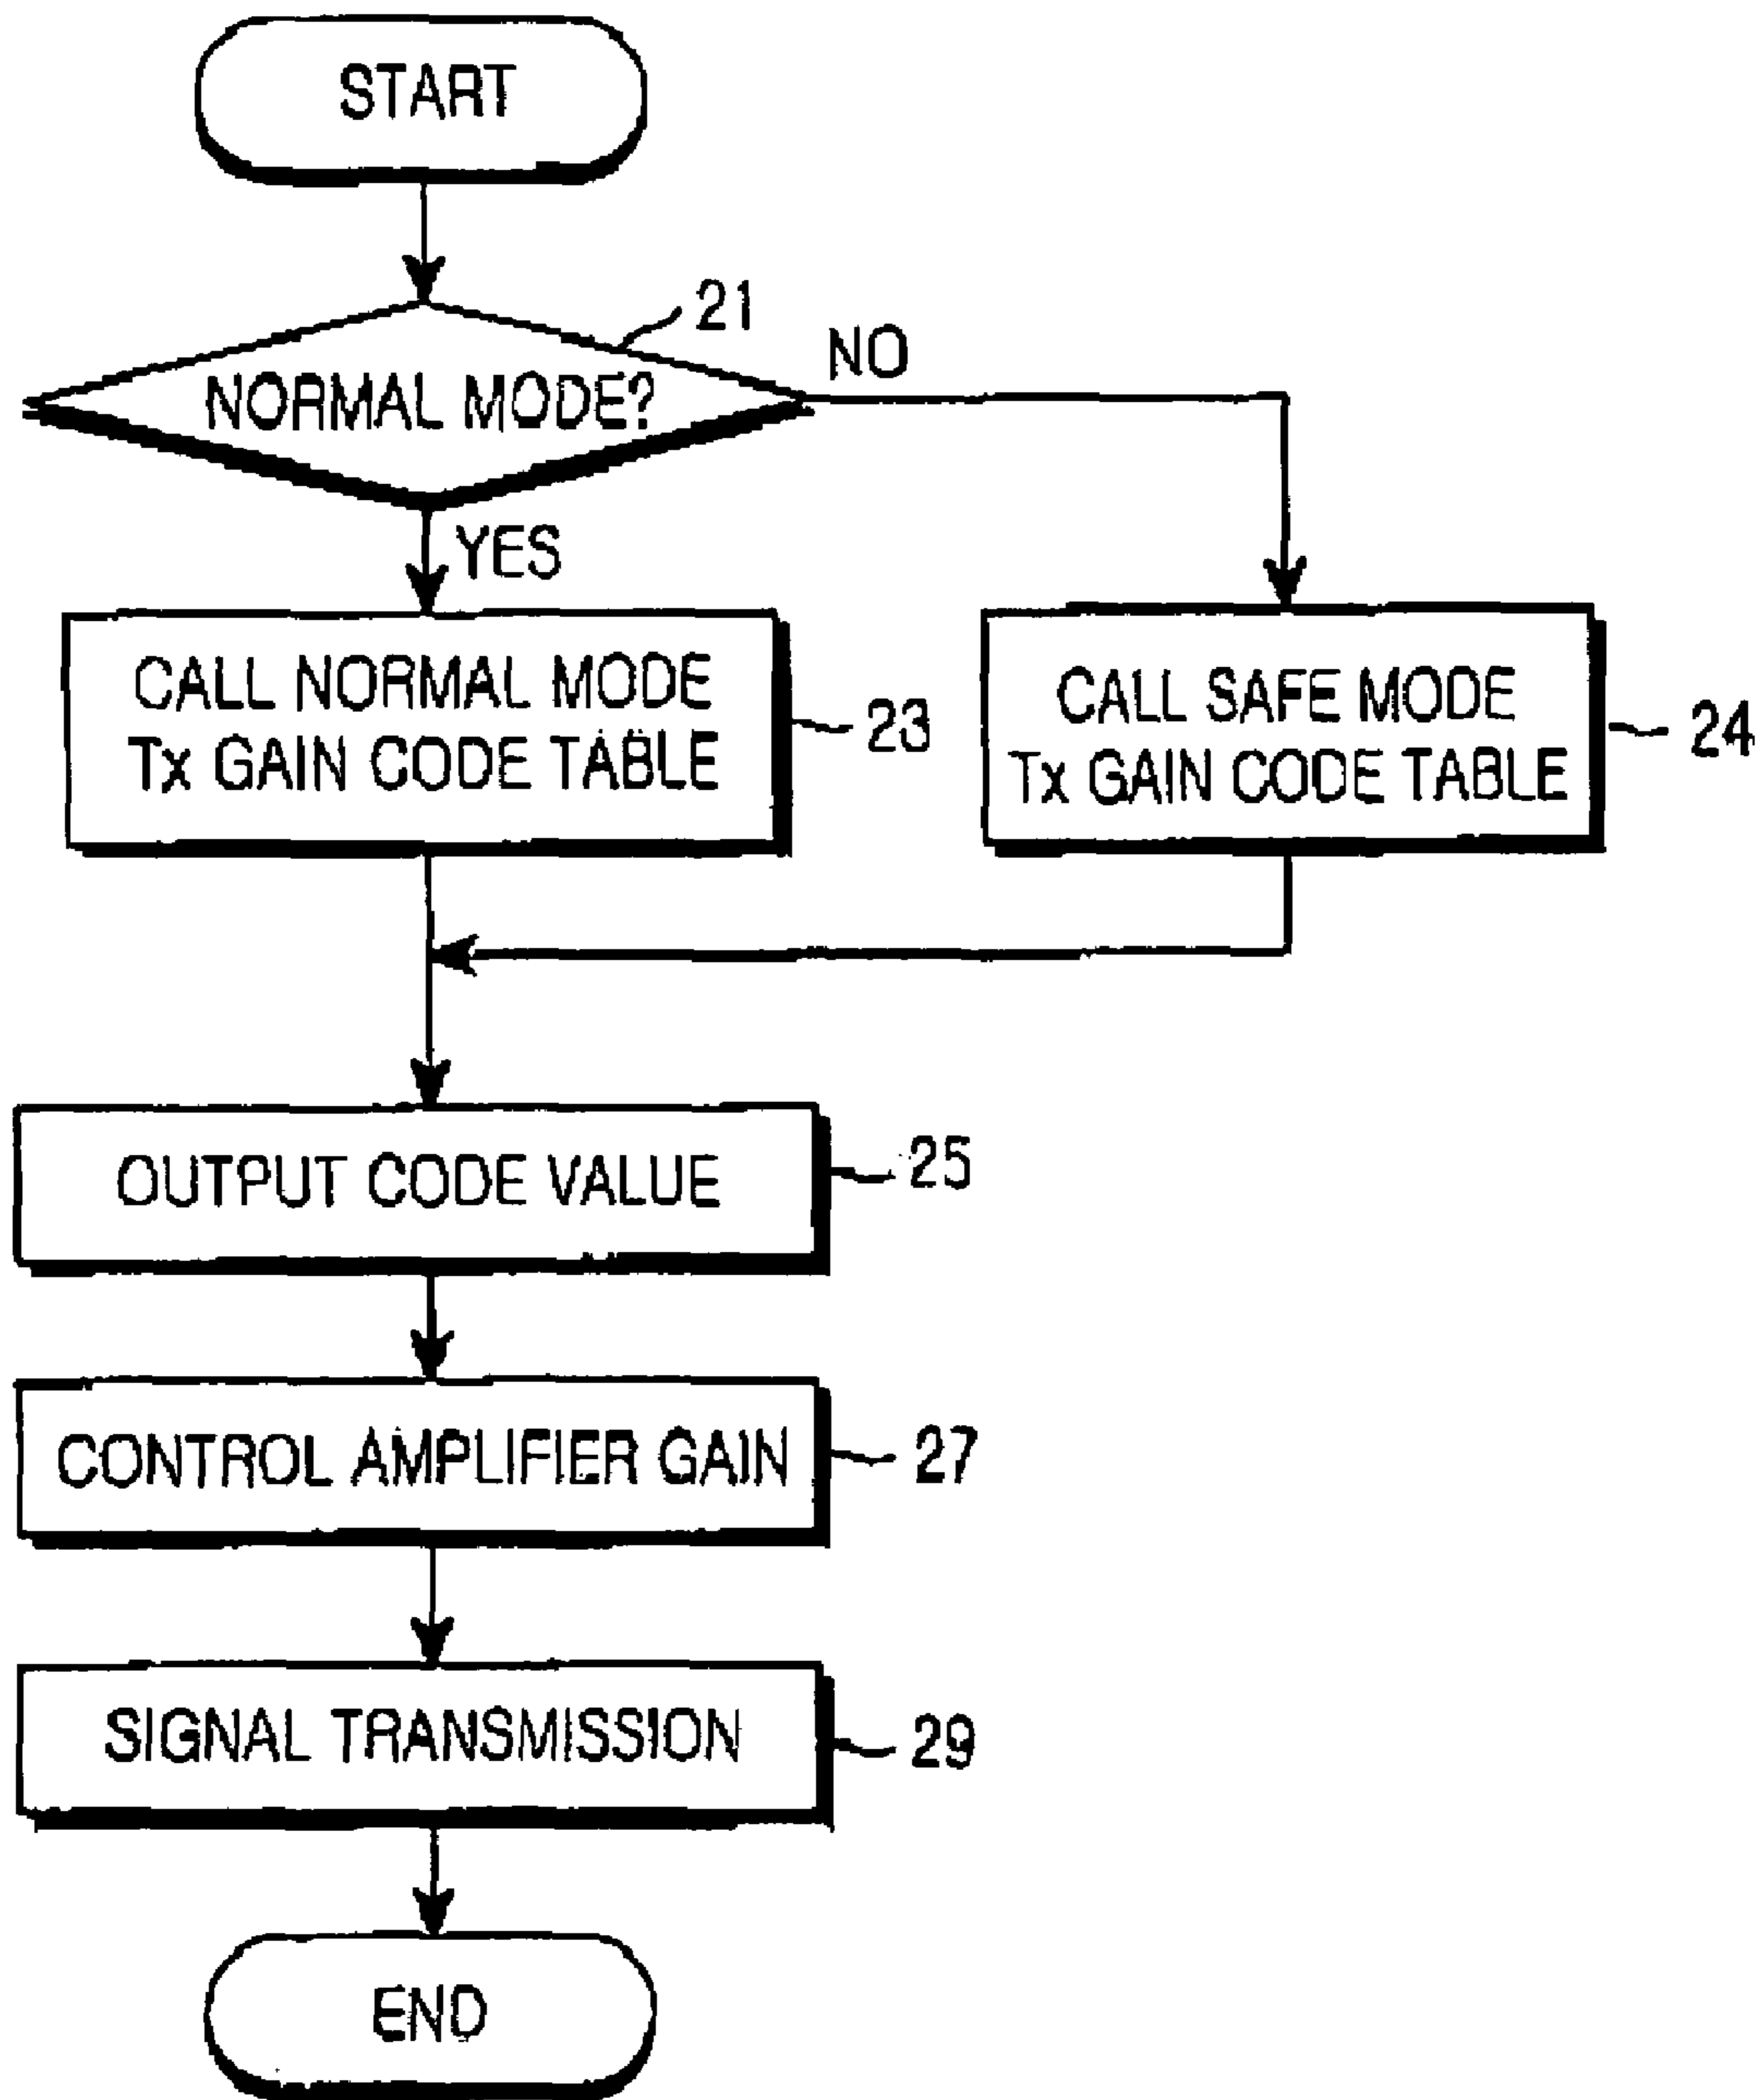 START
21
NORMAL MODE?
NO
YES
CALL NORMAL MODE
Tx GAIN CODE TABLE
23
CALL SAFE MODE
Tx GAIN CODE TABLE
24
OUTPUT CODE VALUE
25
CONTROL AMPLIFIER GAIN
27
SIGNAL TRANSMISSION
29
END